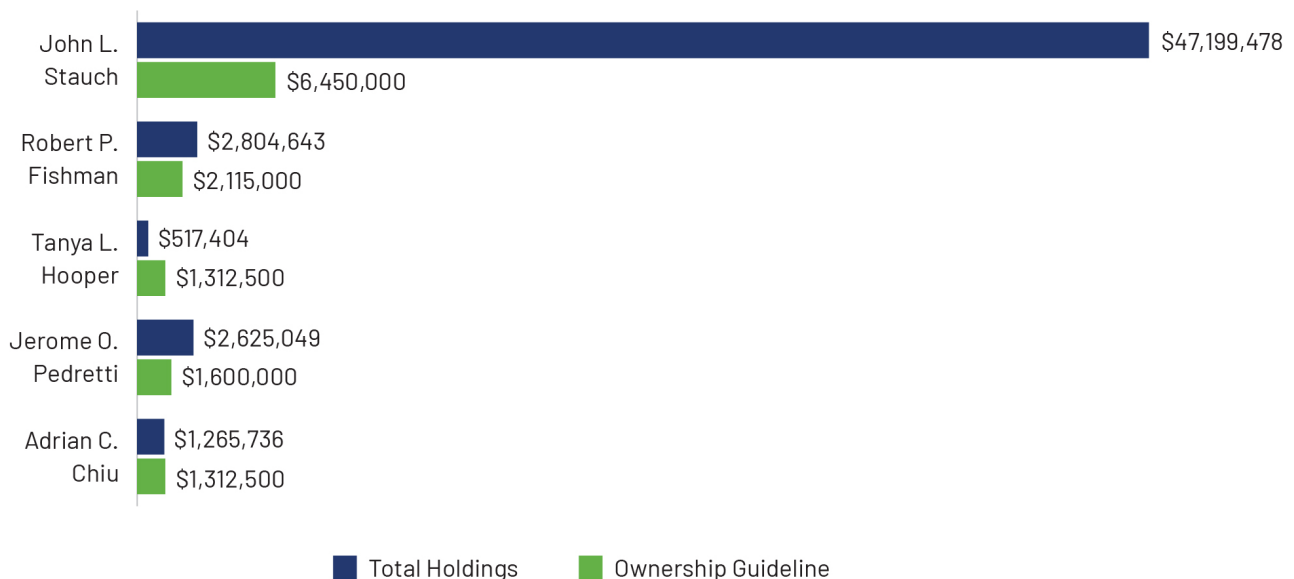 John L.
Stauch
$47,199,478
$6,450,000
Robert P.
Fishman
$2,804,643
$2,115,000
Tanya L.
Hooper
$517,404
$1,312,500
Jerome O.
Pedretti
$2,625,049
$1,600,000
Adrian C.
Chiu
$1,265,736
$1,312,500
Total Holdings
Ownership Guideline